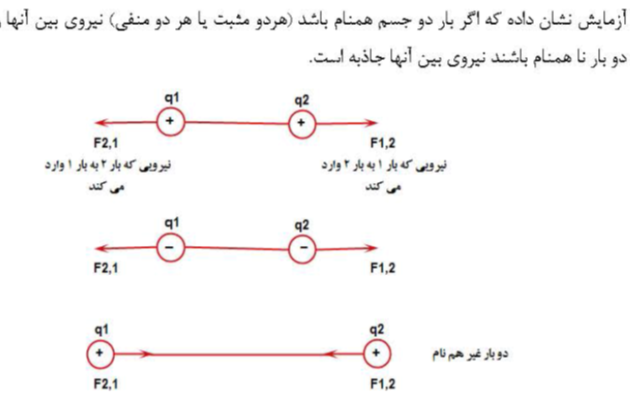 آزمایش نشان داده که اگر بار دو جسم همنام باشد (هردو مثبت یا هر دو منفی) نیروی بین آنها
دو بار نا همنام باشند نیروی بین آنها جاذبه است.
q1 q2
+ +
F2,1 F1,2
نیرویی که بار ۲ به بار ۱ وارد می کند
نیرویی که بار ۱ به بار ۲ وارد می کند
q1 q2
− −
F2,1 F1,2
q1 q2
+ + دو بار غیر هم نام
F2,1 F1,2